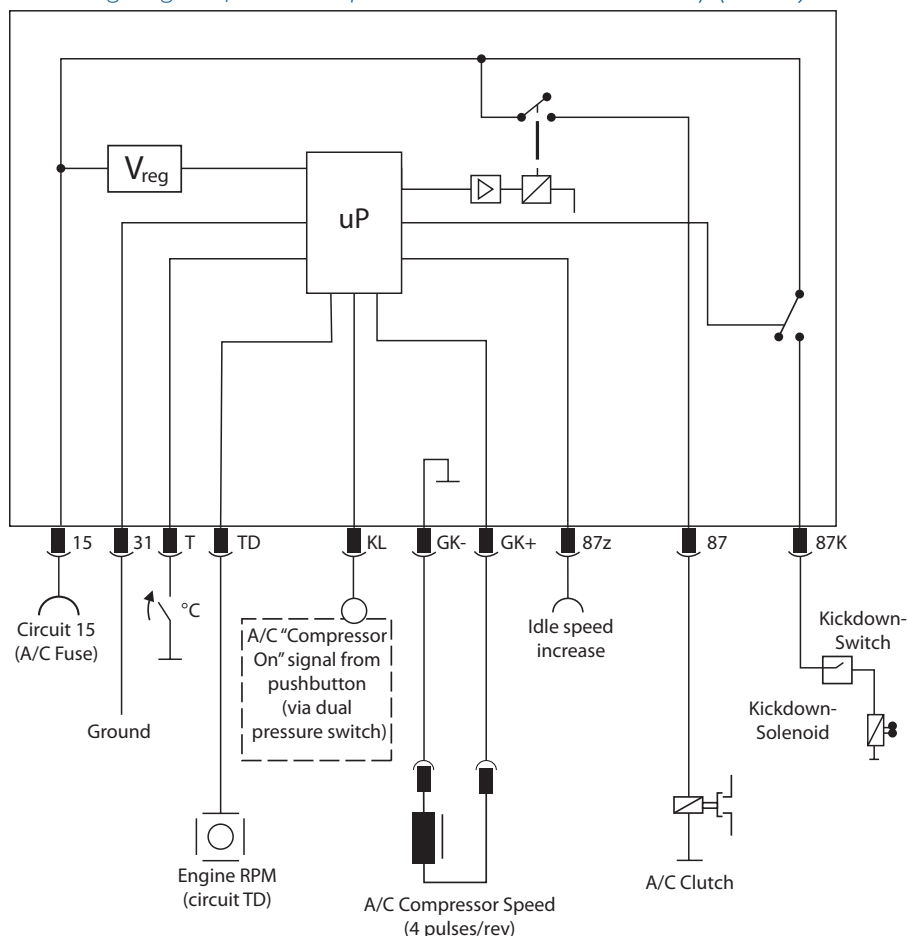 V
reg
uP
15
31
T
TD
KL
GK-
GK+
87z
87
87K
Circuit 15
(A/C Fuse)
°C
Ground
A/C “Compressor
On” signal from
pushbutton
(via dual
pressure switch)
Idle speed
increase
Kickdown-
Switch
Kickdown-
Solenoid
Engine RPM
(circuit TD)
A/C Compressor Speed
(4 pulses/rev)
A/C Clutch